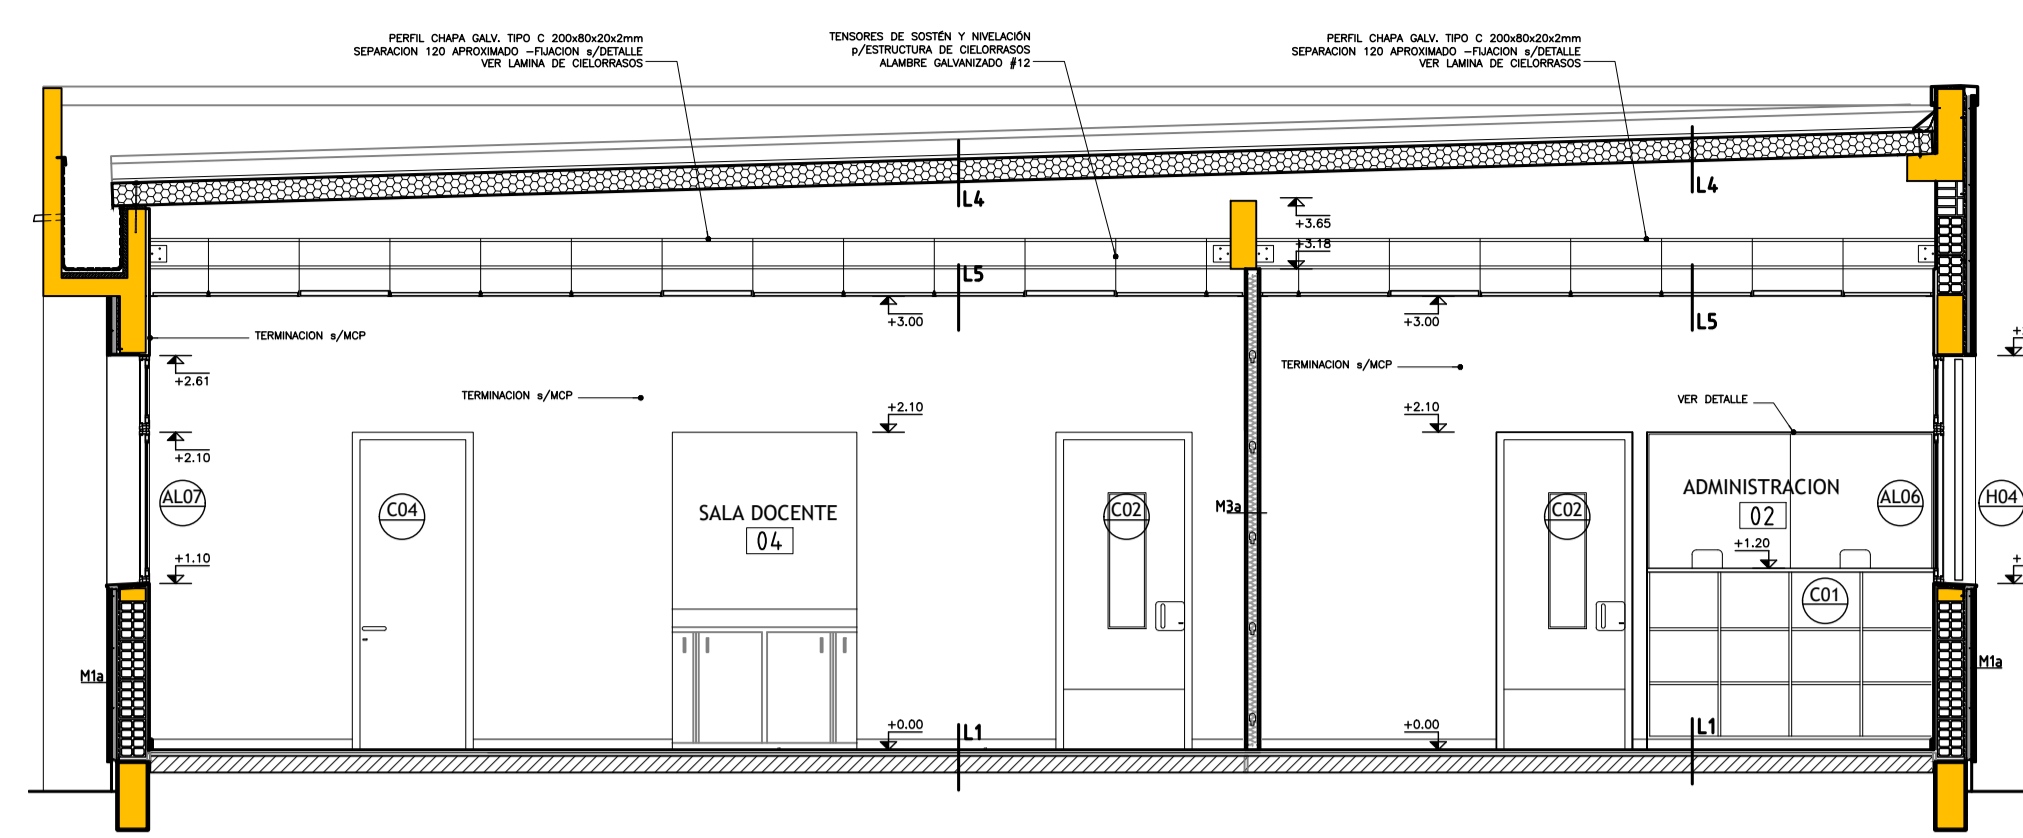 PERFIL CHAPA GALV. TIPO C 200x80x20x2mm
SEPARACION 120 APROXIMADO –FIJACION s/DETALLE
VER LAMINA DE CIELORRASOS
TENSORES DE SOSTÉN Y NIVELACIÓN
p/ESTRUCTURA DE CIELORRASOS
ALAMBRE GALVANIZADO #12
PERFIL CHAPA GALV. TIPO C 200x80x20x2mm
SEPARACION 120 APROXIMADO –FIJACION s/DETALLE
VER LAMINA DE CIELORRASOS
L4
L4
+3.65
+3.18
L5
L5
+3.00
+3.00
TERMINACION s/MCP
TERMINACION s/MCP
TERMINACION s/MCP
+2.61
+2.10
+2.10
+2.10
VER DETALLE
AL07
C04
SALA DOCENTE
04
C02
M3a
C02
ADMINISTRACION
02
AL06
H04
+1.20
+1.10
C01
M1a
M1a
+0.00
L1
+0.00
L1